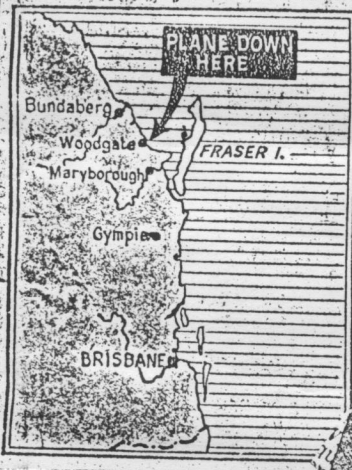 PLANE DOWN
HERE
Bundaberg
Woodgate
FRASER I.
Maryborough
Gympie
BRISBANE